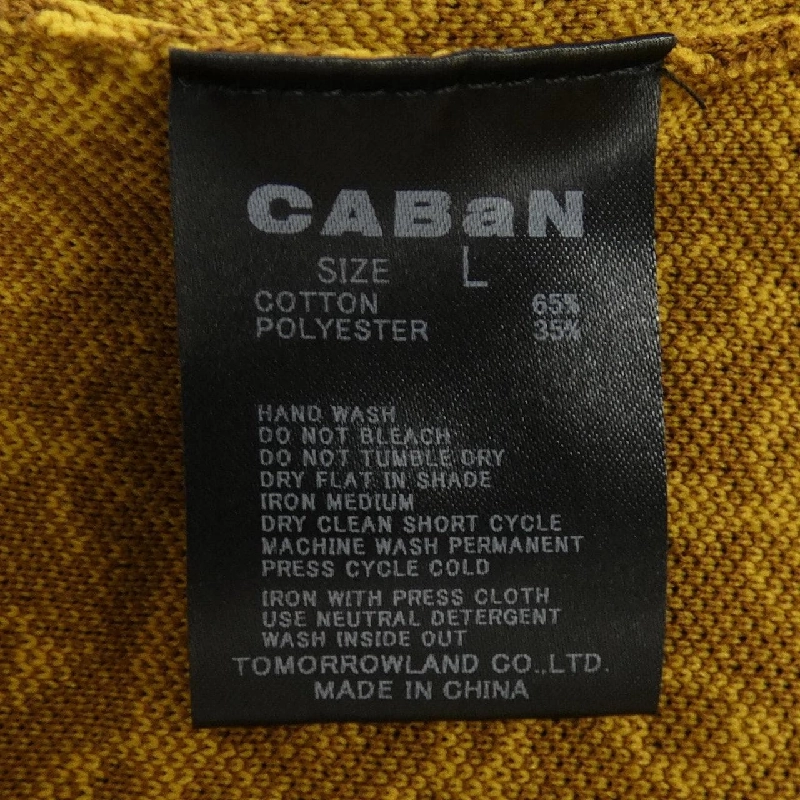 CABaN
SIZE L
COTTON 65%
POLYESTER 35%
HAND WASH
DO NOT BLEACH
DO NOT TUMBLE DRY
DRY FLAT IN SHADE
IRON MEDIUM
DRY CLEAN SHORT CYCLE
MACHINE WASH PERMANENT
PRESS CYCLE COLD
IRON WITH PRESS CLOTH
USE NEUTRAL DETERGENT
WASH INSIDE OUT
TOMORROWLAND CO.,LTD.
MADE IN CHINA